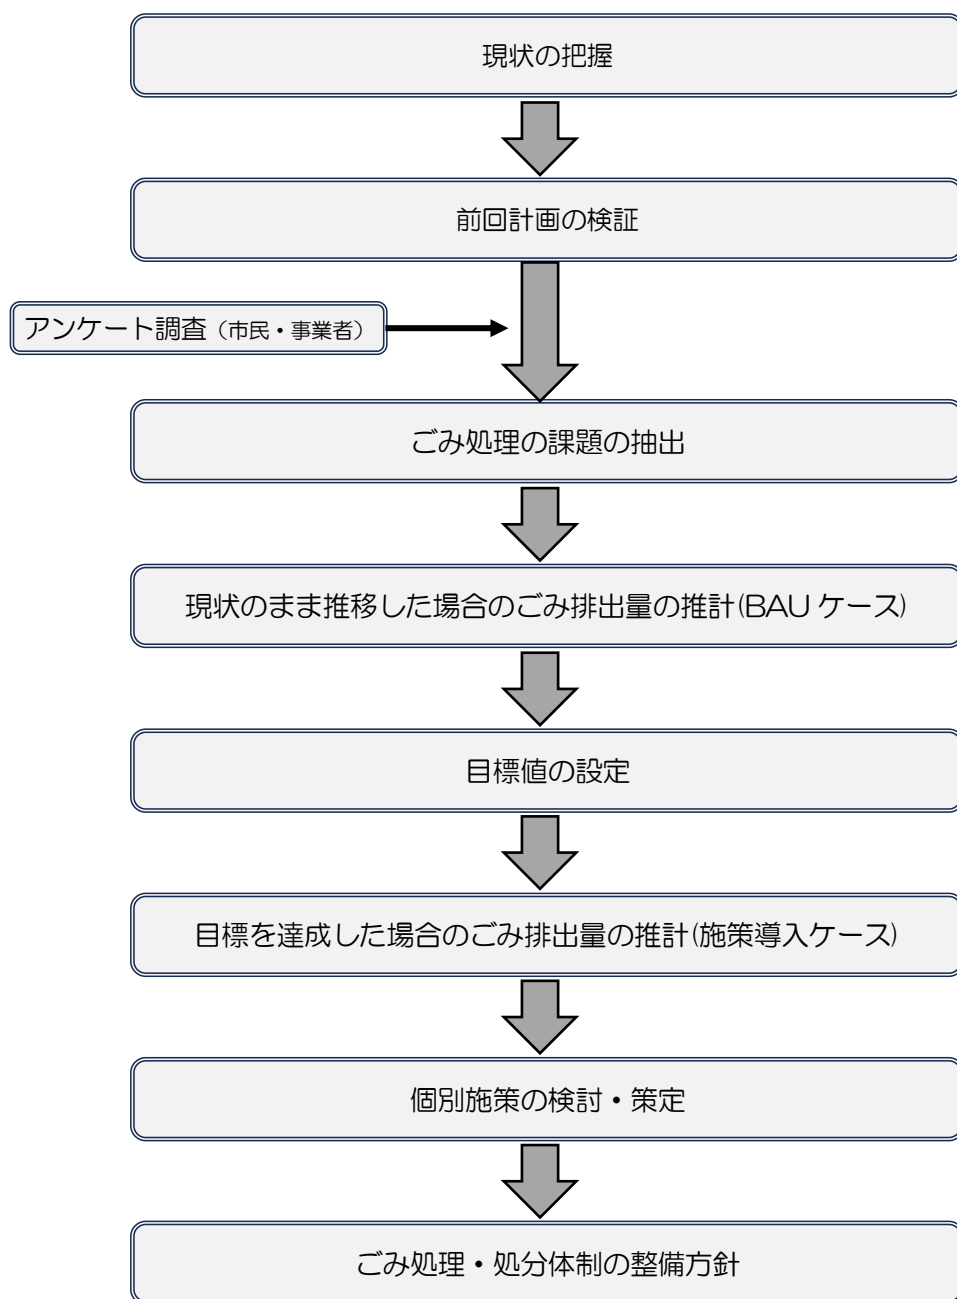 現状の把握
前回計画の検証
アンケート調査（市民・事業者）
ごみ処理の課題の抽出
現状のまま推移した場合のごみ排出量の推計(BAU ケース)
目標値の設定
目標を達成した場合のごみ排出量の推計(施策導入ケース)
個別施策の検討・策定
ごみ処理・処分体制の整備方針